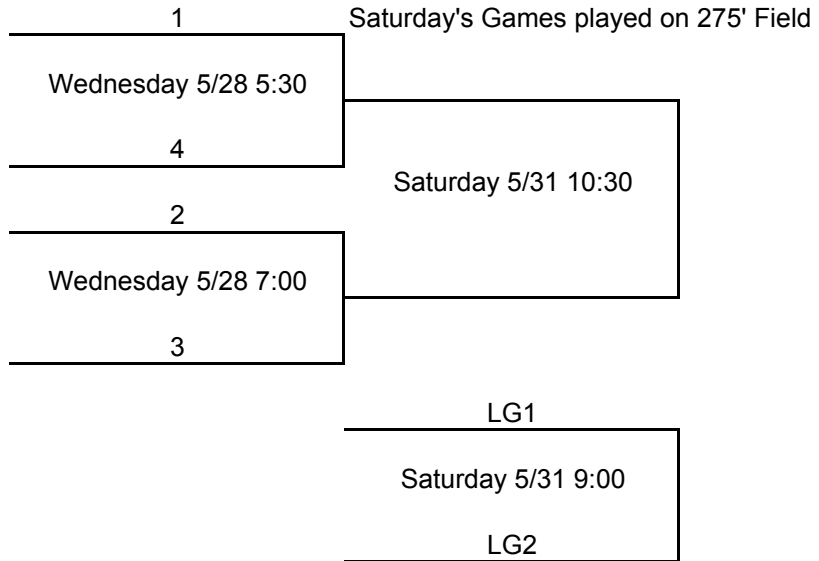 1
Saturday's Games played on 275' Field
Wednesday 5/28 5:30
4
Saturday 5/31 10:30
2
Wednesday 5/28 7:00
3
LG1
Saturday 5/31 9:00
LG2